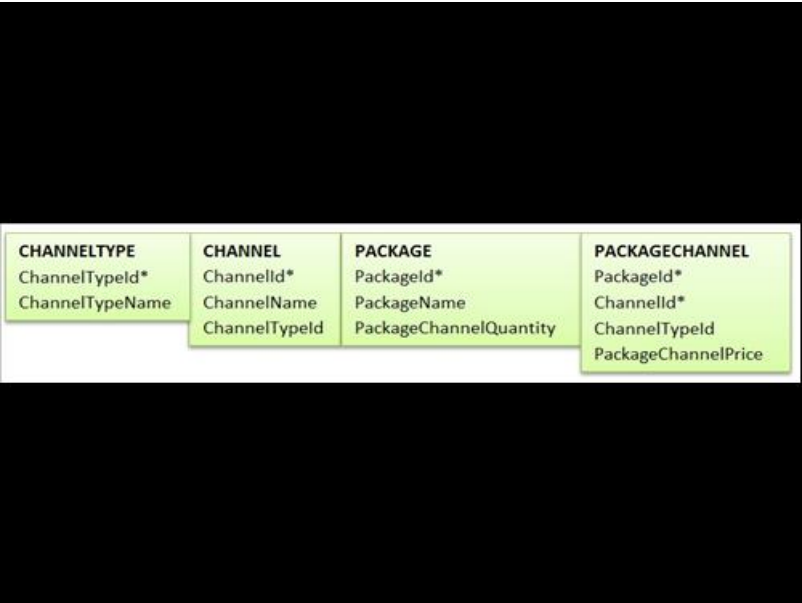 CHANNELTYPE
ChannelTypeId*
ChannelTypeName
CHANNEL
ChannelId*
ChannelName
ChannelTypeId
PACKAGE
PackageId*
PackageName
PackageChannelQuantity
PACKAGECHANNEL
PackageId*
ChannelId*
ChannelTypeId
PackageChannelPrice